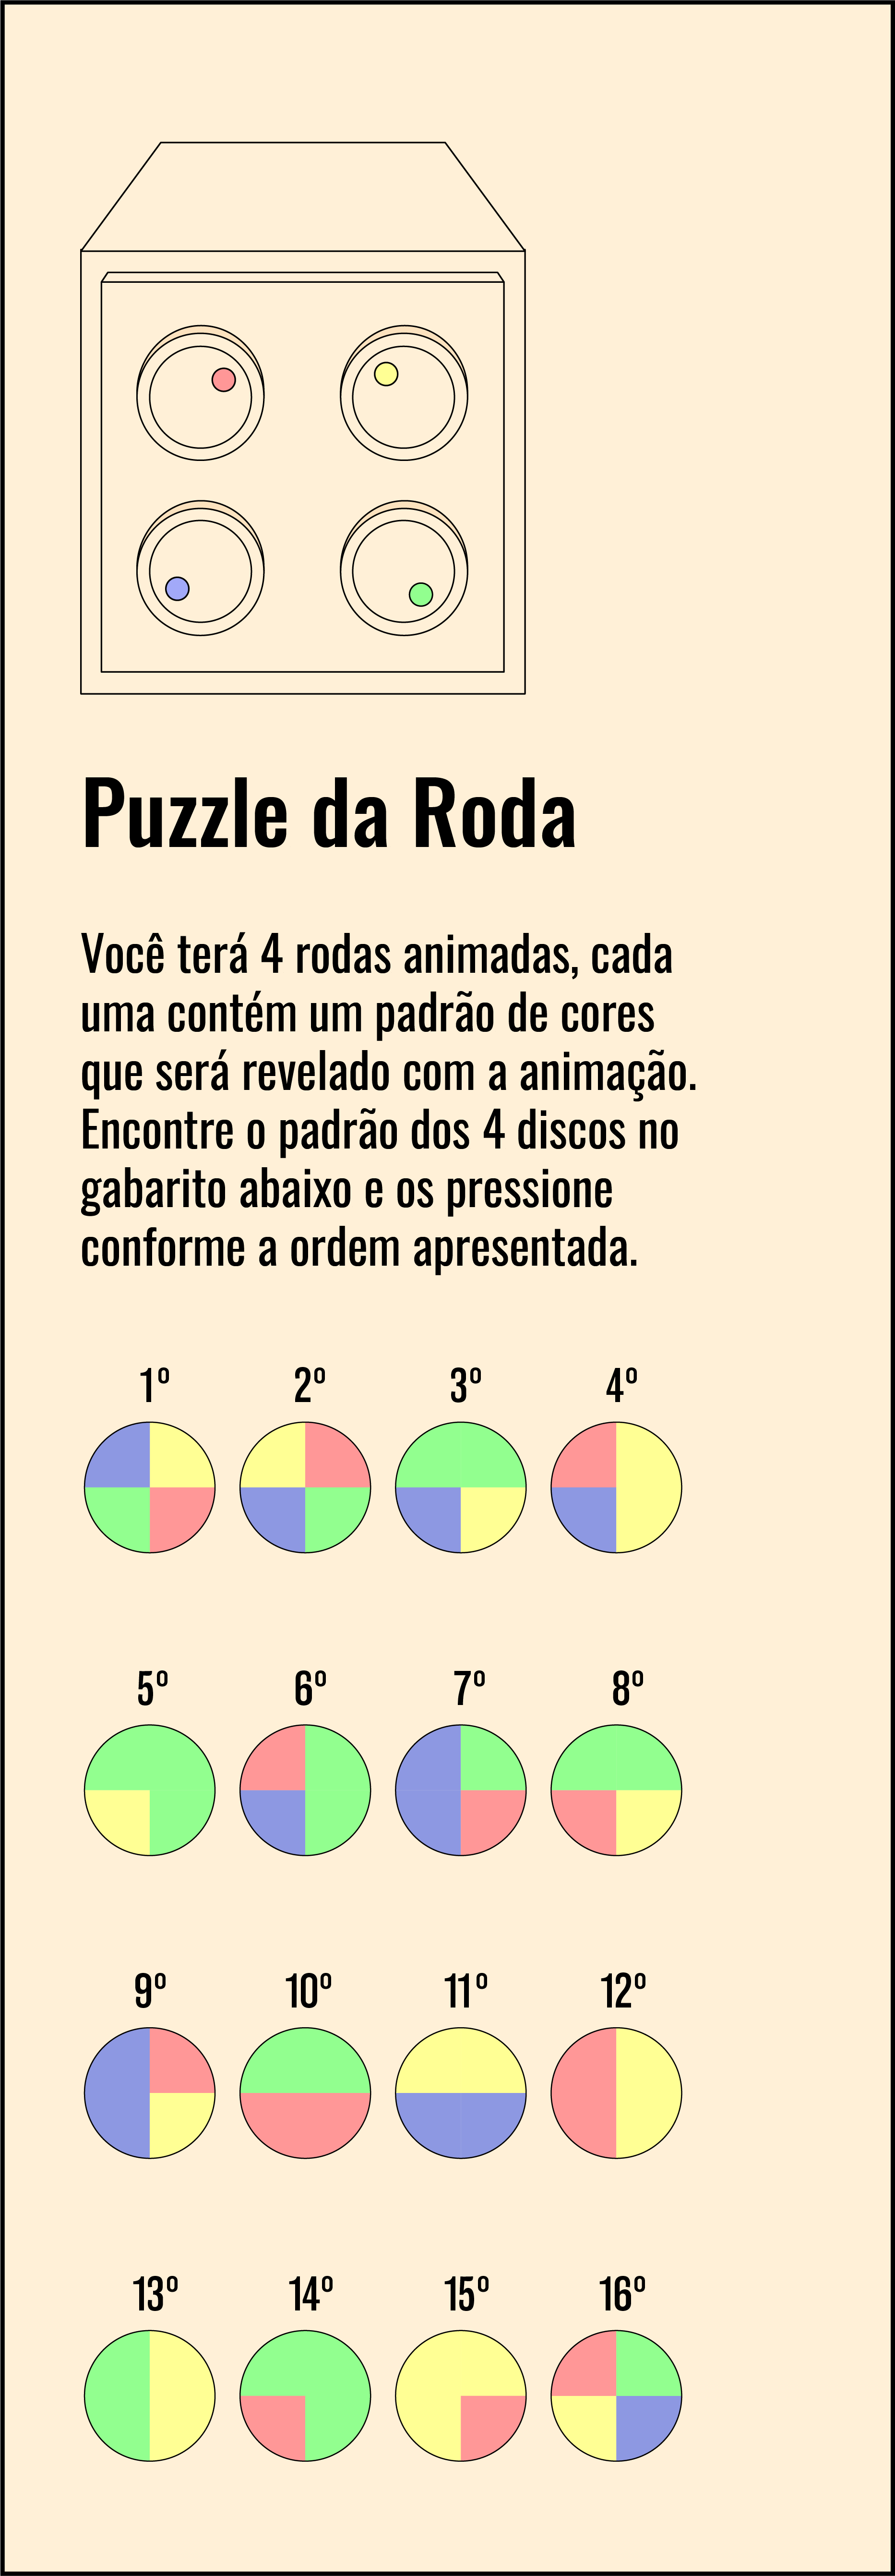 Puzzle da Roda
Você terá 4 rodas animadas, cada
uma contém um padrão de cores
que será revelado com a animação.
Encontre o padrão dos 4 discos no
gabarito abaixo e os pressione
conforme a ordem apresentada.
1º 2º 3º 4º
5º 6º 7º 8º
9º 10º 11º 12º
13º 14º 15º 16º